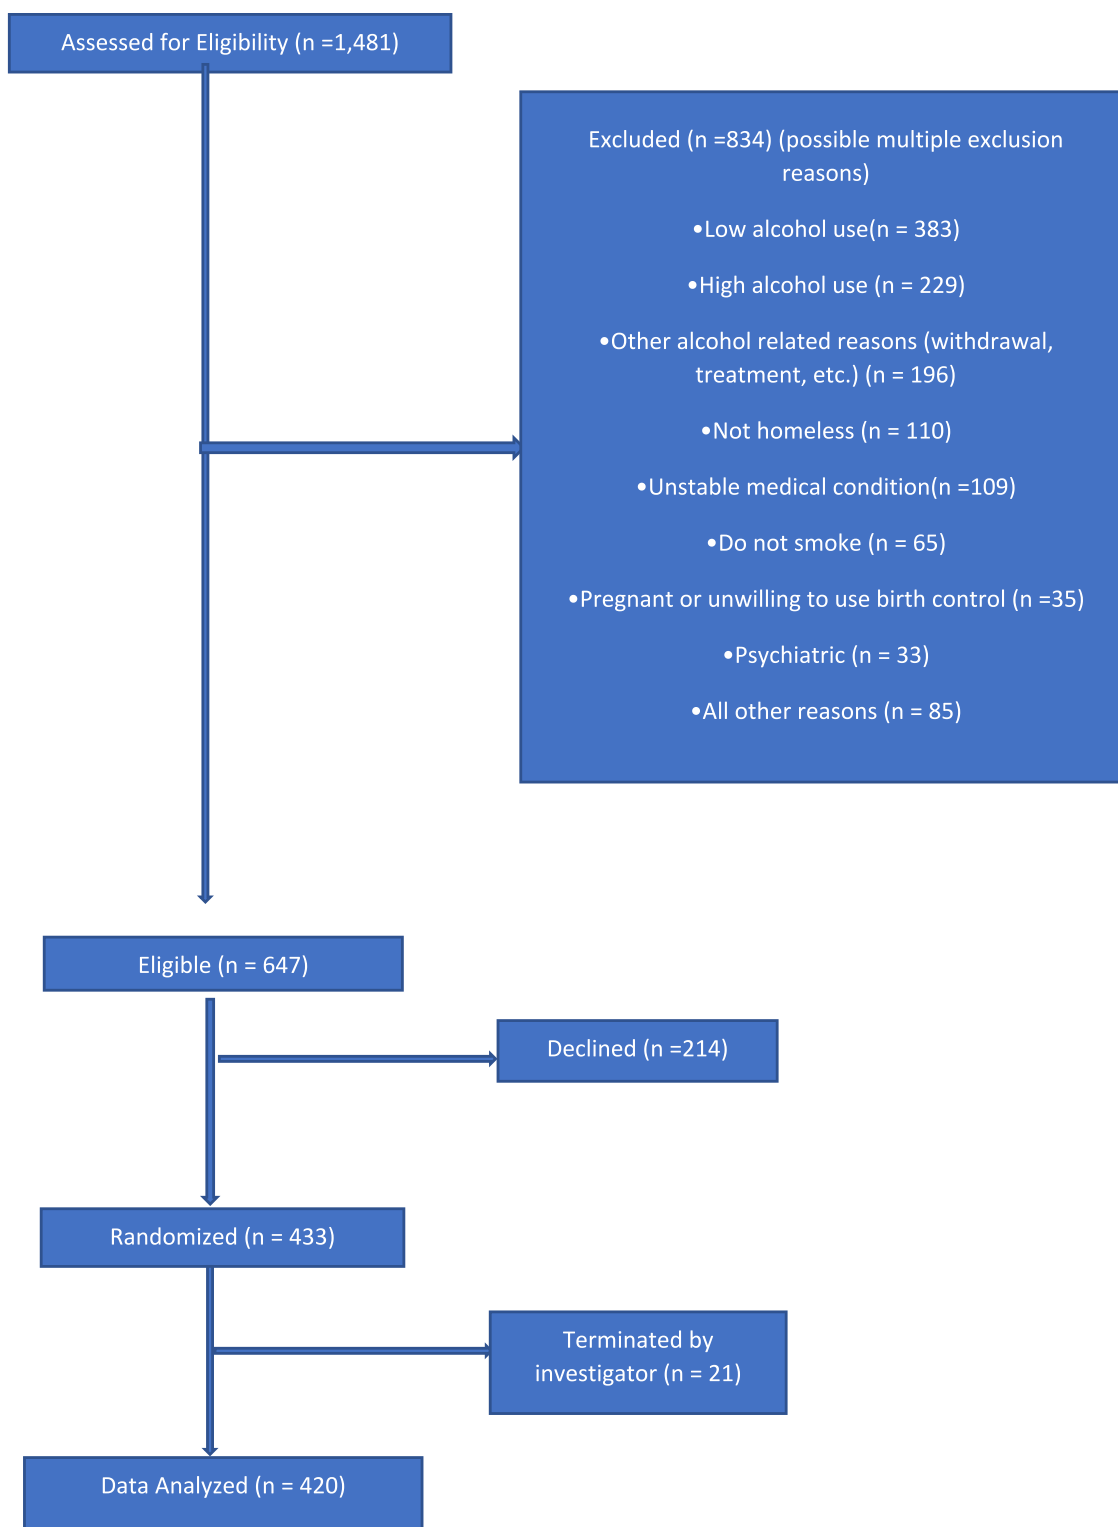 Assessed for Eligibility (n =1,481)
Excluded (n =834) (possible multiple exclusion
reasons)
•Low alcohol use(n = 383)
•High alcohol use (n = 229)
•Other alcohol related reasons (withdrawal,
treatment, etc.) (n = 196)
•Not homeless (n = 110)
•Unstable medical condition(n =109)
•Do not smoke (n = 65)
•Pregnant or unwilling to use birth control (n =35)
•Psychiatric (n = 33)
•All other reasons (n = 85)
Eligible (n = 647)
Declined (n =214)
Randomized (n = 433)
Terminated by
investigator (n = 21)
Data Analyzed (n = 420)